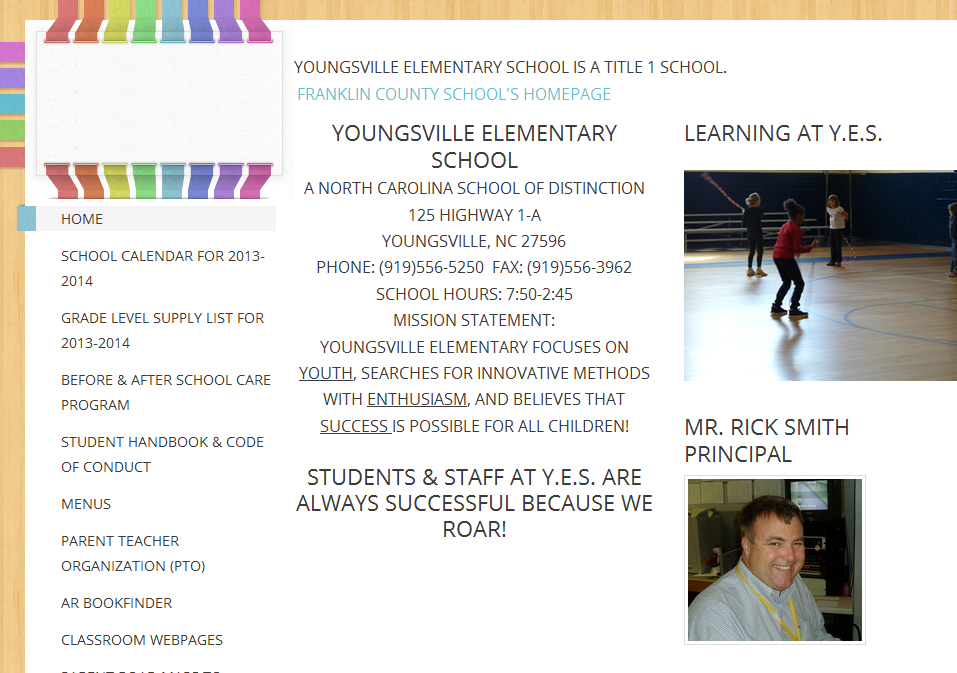 YOUNGSVILLE ELEMENTARY SCHOOL IS A TITLE 1 SCHOOL.
FRANKLIN COUNTY SCHOOL'S HOMEPAGE
HOME
SCHOOL CALENDAR FOR 2013-
2014
GRADE LEVEL SUPPLY LIST FOR
2013-2014
BEFORE & AFTER SCHOOL CARE
PROGRAM
STUDENT HANDBOOK & CODE
OF CONDUCT
MENUS
PARENT TEACHER
ORGANIZATION (PTO)
AR BOOKFINDER
CLASSROOM WEBPAGES
YOUNGSVILLE ELEMENTARY
SCHOOL
A NORTH CAROLINA SCHOOL OF DISTINCTION
125 HIGHWAY 1-A
YOUNGSVILLE, NC 27596
PHONE: (919)556-5250 FAX: (919)556-3962
SCHOOL HOURS: 7:50-2:45
MISSION STATEMENT:
YOUNGSVILLE ELEMENTARY FOCUSES ON
YOUTH, SEARCHES FOR INNOVATIVE METHODS
WITH ENTHUSIASM, AND BELIEVES THAT
SUCCESS IS POSSIBLE FOR ALL CHILDREN!
STUDENTS & STAFF AT Y.E.S. ARE
ALWAYS SUCCESSFUL BECAUSE WE
ROAR!
LEARNING AT Y.E.S.
MR. RICK SMITH
PRINCIPAL